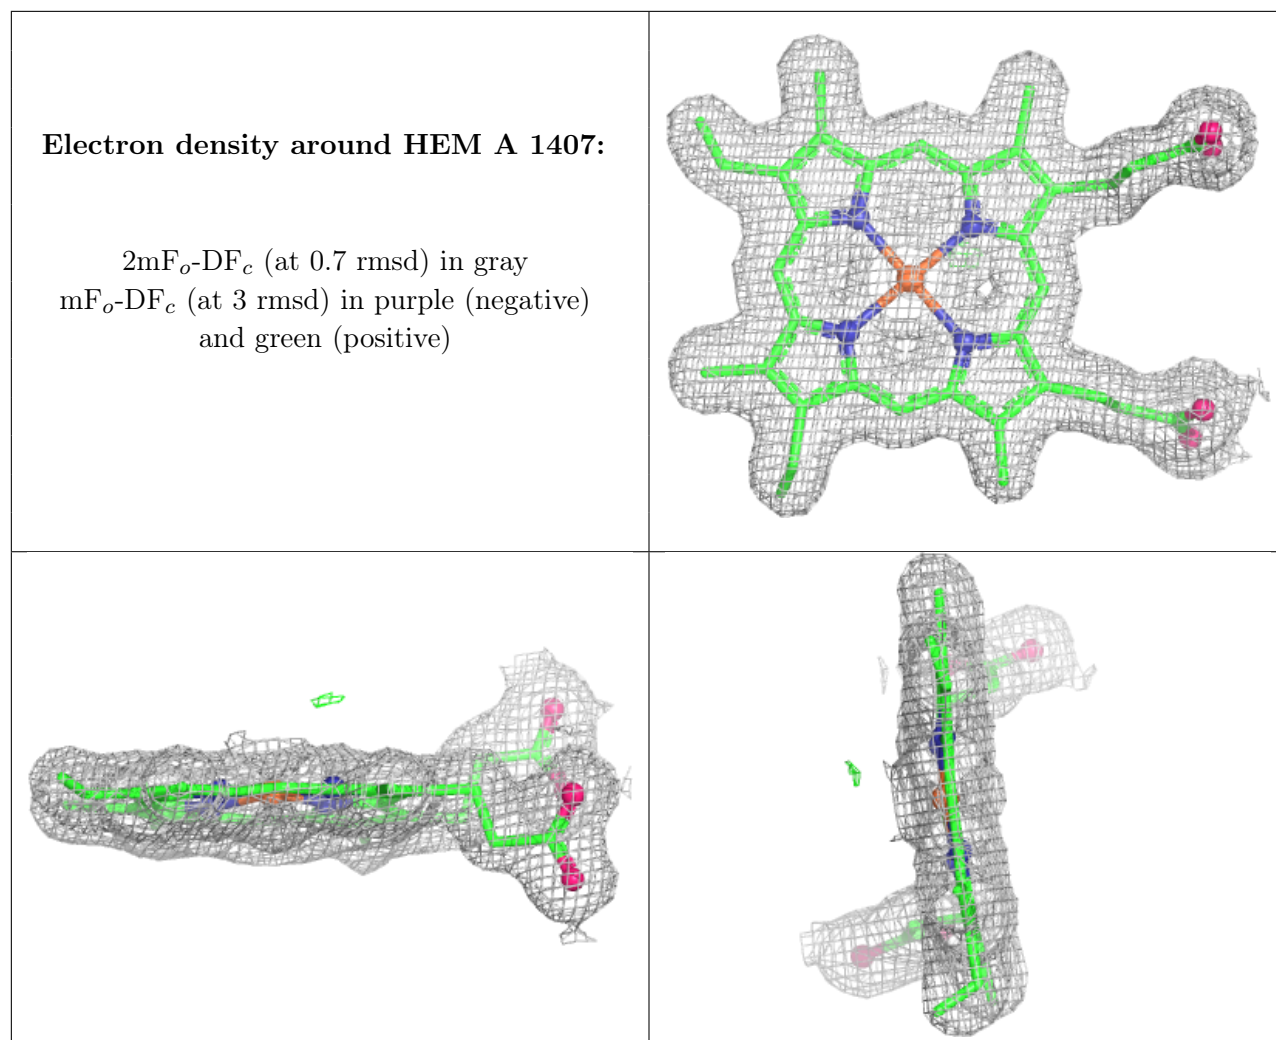 Electron density around HEM A 1407:
2mFₒ-DF𝒸 (at 0.7 rmsd) in gray
mFₒ-DF𝒸 (at 3 rmsd) in purple (negative)
and green (positive)